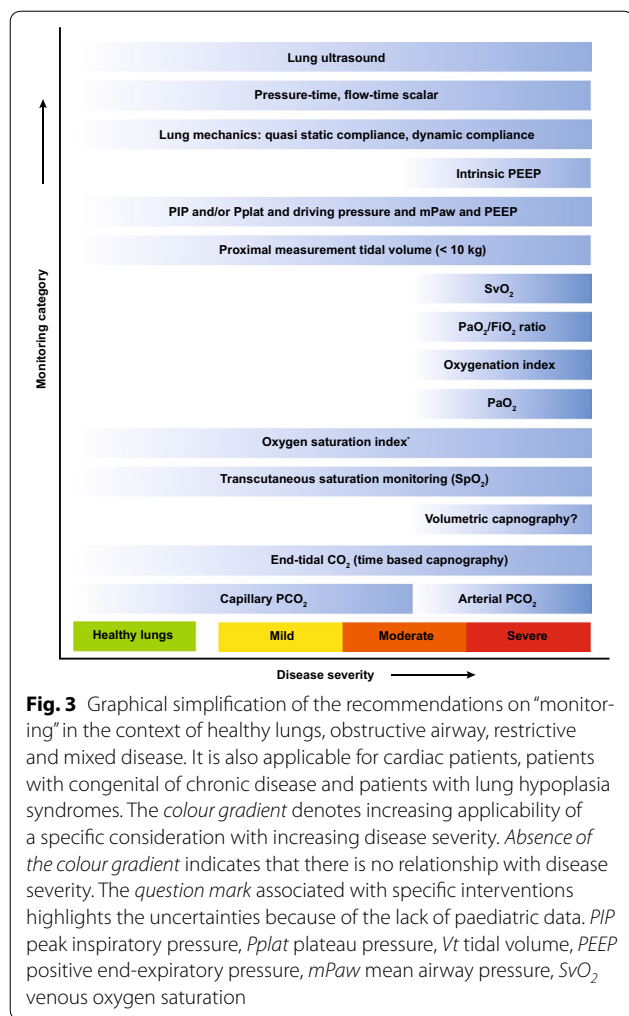 Lung ultrasound
Pressure-time, flow-time scalar
Lung mechanics: quasi static compliance, dynamic compliance
Intrinsic PEEP
PIP and/or Pplat and driving pressure and mPaw and PEEP
Proximal measurement tidal volume (< 10 kg)
SvO₂
PaO₂/FiO₂ ratio
Oxygenation index
PaO₂
Oxygen saturation index*
Transcutaneous saturation monitoring (SpO₂)
Volumetric capnography?
End-tidal CO₂ (time based capnography)
Capillary PCO₂ Arterial PCO₂
Healthy lungs Mild Moderate Severe
Monitoring category
Disease severity
Fig. 3 Graphical simplification of the recommendations on “monitor-
ing” in the context of healthy lungs, obstructive airway, restrictive
and mixed disease. It is also applicable for cardiac patients, patients
with congenital of chronic disease and patients with lung hypoplasia
syndromes. The colour gradient denotes increasing applicability of
a specific consideration with increasing disease severity. Absence of
the colour gradient indicates that there is no relationship with disease
severity. The question mark associated with specific interventions
highlights the uncertainties because of the lack of paediatric data. PIP
peak inspiratory pressure, Pplat plateau pressure, Vt tidal volume, PEEP
positive end-expiratory pressure, mPaw mean airway pressure, SvO₂
venous oxygen saturation